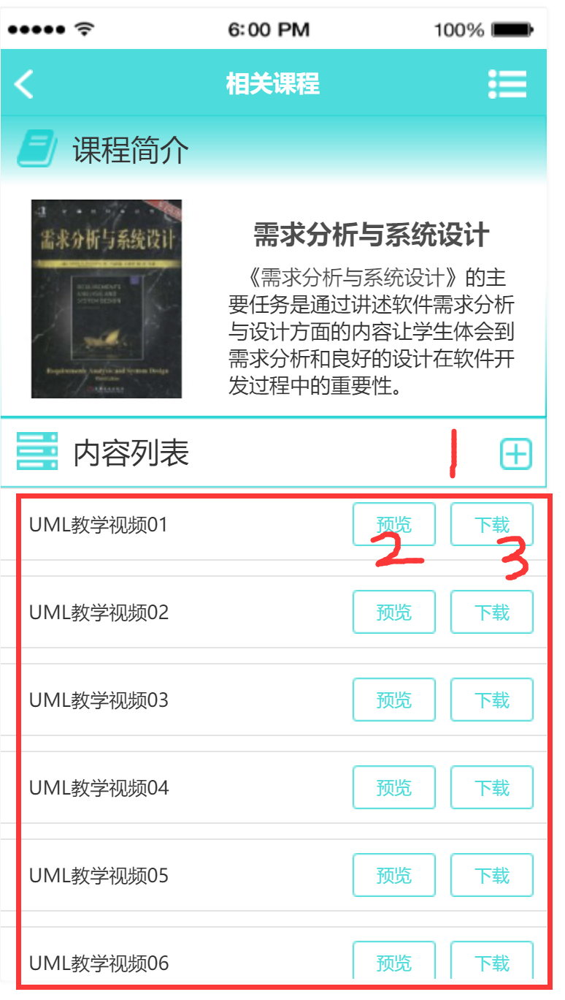 6:00 PM 100%
相关课程
课程简介
需求分析与系统设计
需求分析与系统设计
《需求分析与系统设计》的主
要任务是通过讲述软件需求分析
与设计方面的内容让学生体会到
需求分析和良好的设计在软件开
发过程中的重要性。
REQUIREMENTS
ANALYSIS AND
SYSTEM DESIGN
Requirements Analysis and System Design
内容列表 1
UML教学视频01 预览 下载
2 3
UML教学视频02 预览 下载
UML教学视频03 预览 下载
UML教学视频04 预览 下载
UML教学视频05 预览 下载
UML教学视频06 预览 下载